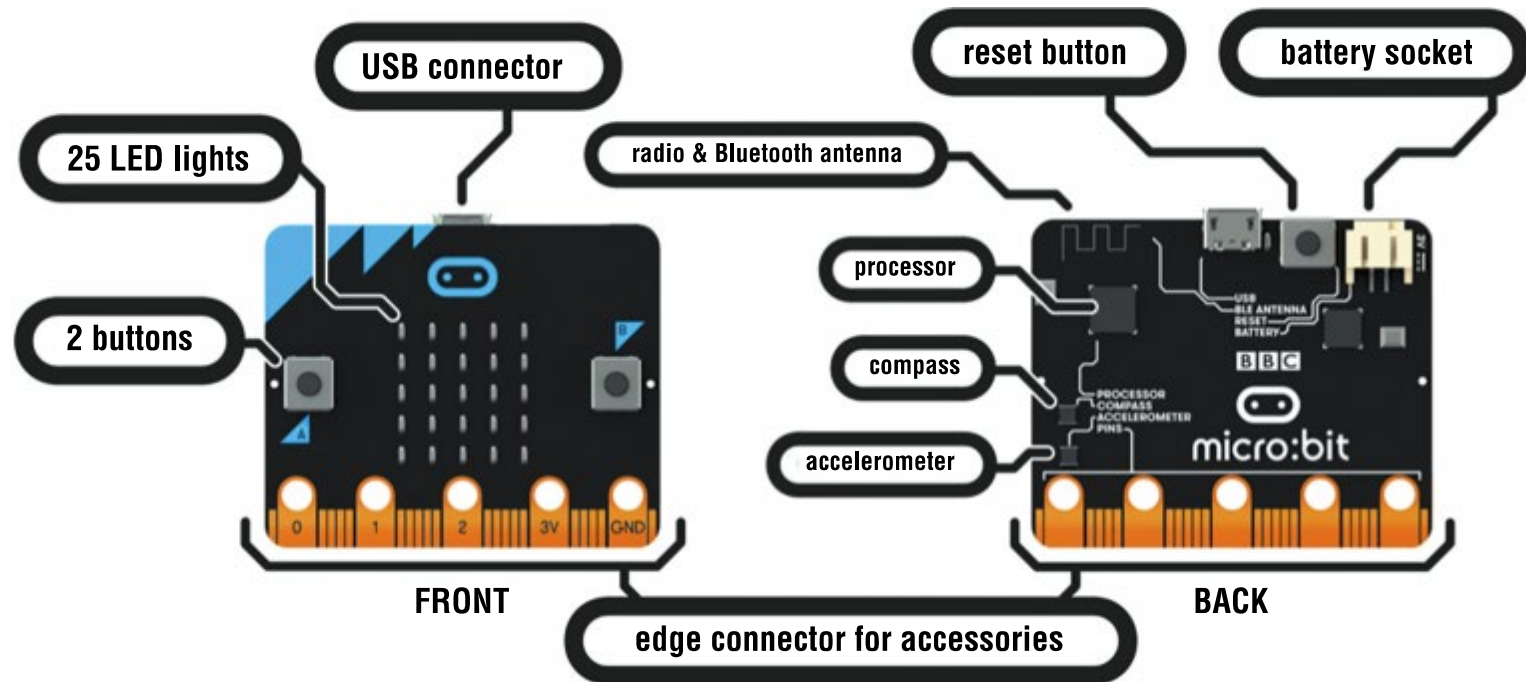 USB connector
25 LED lights
2 buttons
B
A
0 1 2 3V GND
FRONT
reset button
battery socket
radio & Bluetooth antenna
processor
compass
accelerometer
3V
USB
BLE ANTENNA
RESET
BATTERY
BBC
PROCESSOR
COMPASS
ACCELEROMETER
PINS
micro:bit
BACK
edge connector for accessories